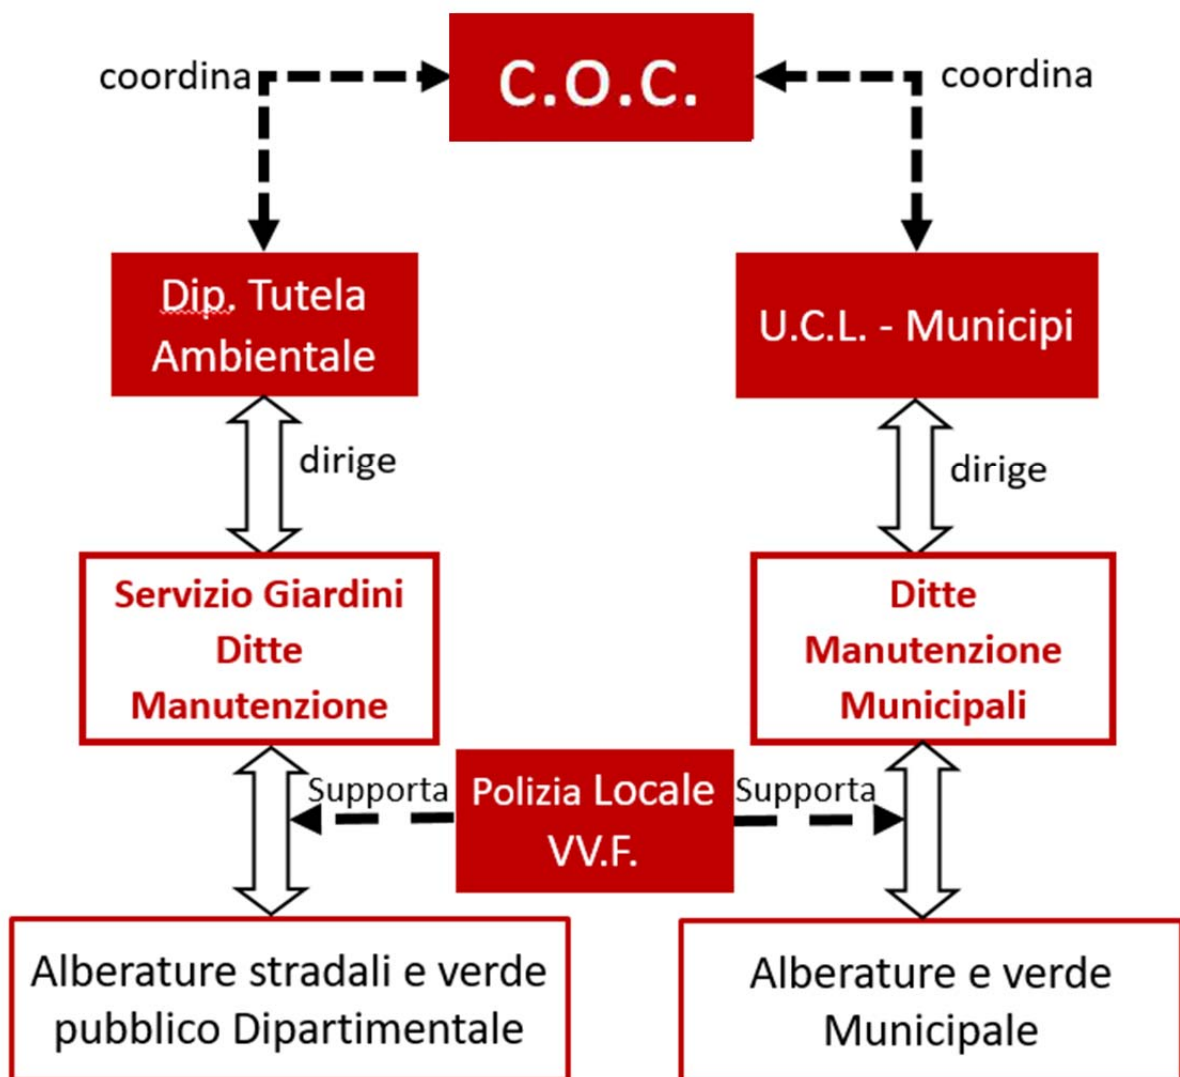 C.O.C.
coordina
coordina
Dip. Tutela
Ambientale
U.C.L. - Municipi
dirige
dirige
Servizio Giardini
Ditte
Manutenzione
Ditte
Manutenzione
Municipali
Supporta
Polizia Locale
VV.F.
Supporta
Alberature stradali e verde
pubblico Dipartimentale
Alberature e verde
Municipale